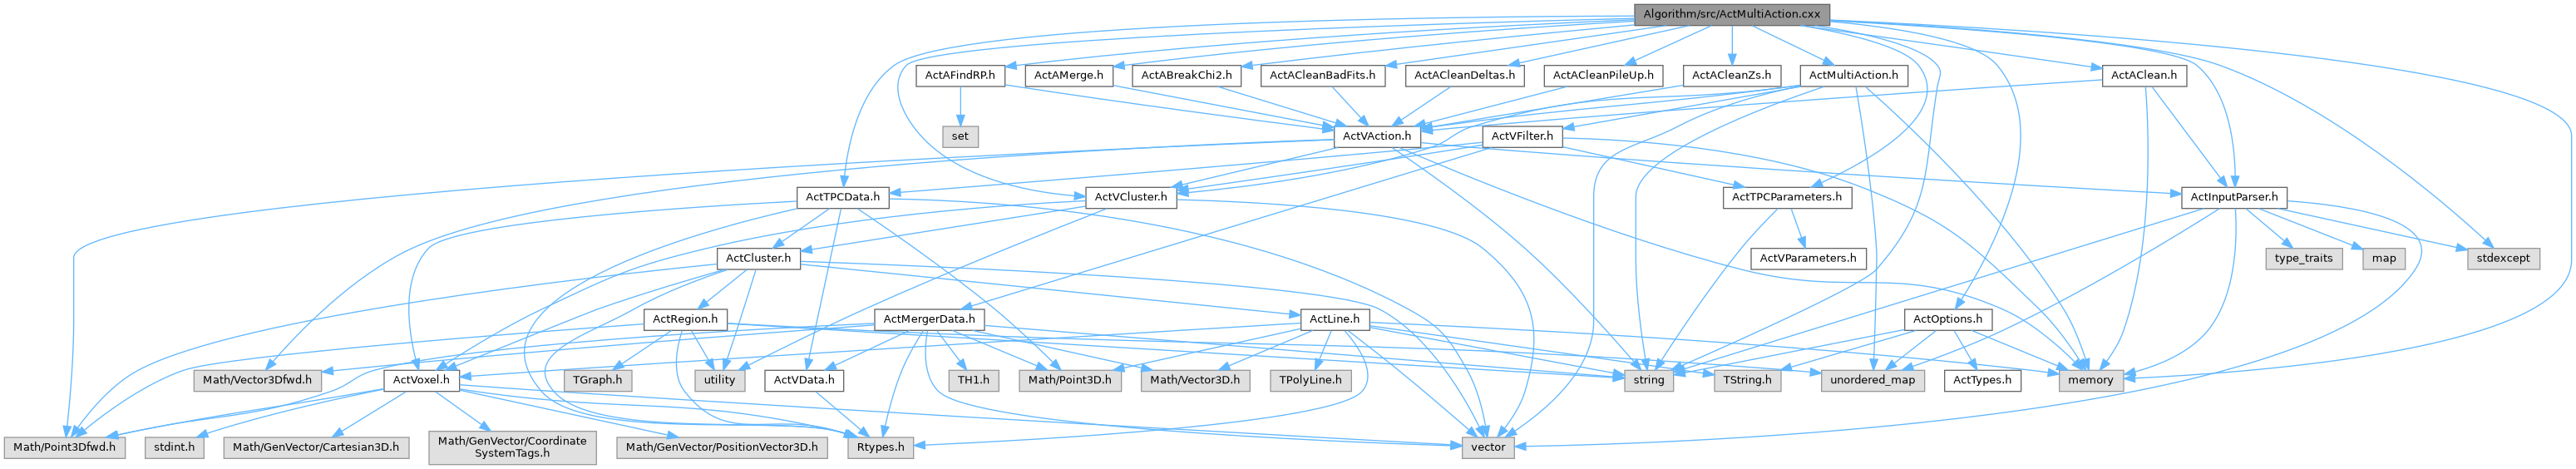 Algorithm/src/ActMultiAction.cxx
ActAFindRP.h
ActAMerge.h
ActABreakChi2.h
ActACleanBadFits.h
ActACleanDeltas.h
ActACleanPileUp.h
ActACleanZs.h
ActMultiAction.h
ActAClean.h
set
ActVAction.h
ActVFilter.h
ActTPCData.h
ActVCluster.h
ActTPCParameters.h
ActInputParser.h
ActCluster.h
ActVParameters.h
type_traits
map
stdexcept
ActRegion.h
ActMergerData.h
ActLine.h
ActOptions.h
Math/Vector3Dfwd.h
ActVoxel.h
TGraph.h
utility
ActVData.h
TH1.h
Math/Point3D.h
Math/Vector3D.h
TPolyLine.h
string
TString.h
unordered_map
ActTypes.h
memory
Math/Point3Dfwd.h
stdint.h
Math/GenVector/Cartesian3D.h
Math/GenVector/Coordinate
SystemTags.h
Math/GenVector/PositionVector3D.h
Rtypes.h
vector